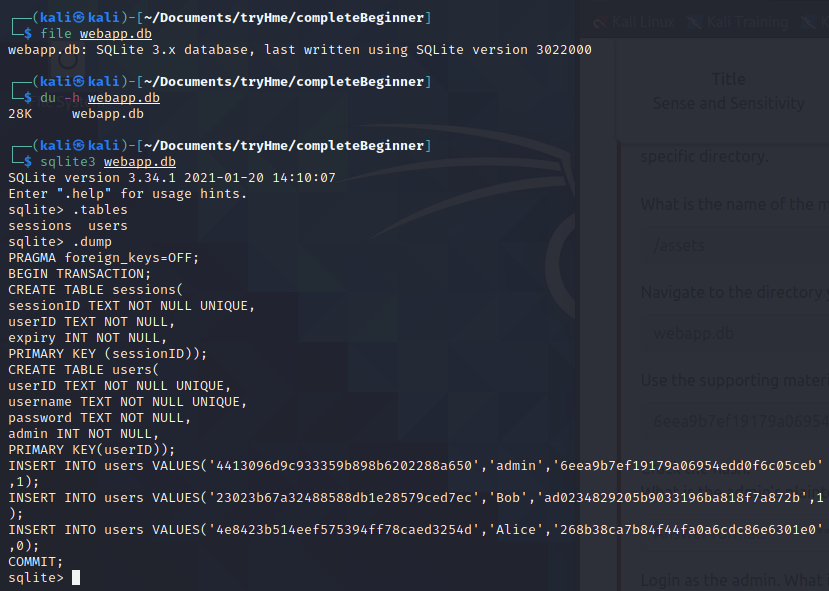 ┌──(kali㉿kali)-[~/Documents/tryHme/completeBeginner]
└─$ file webapp.db
webapp.db: SQLite 3.x database, last written using SQLite version 3022000
┌──(kali㉿kali)-[~/Documents/tryHme/completeBeginner]
└─$ du -h webapp.db
28K     webapp.db
┌──(kali㉿kali)-[~/Documents/tryHme/completeBeginner]
└─$ sqlite3 webapp.db
SQLite version 3.34.1 2021-01-20 14:10:07
Enter ".help" for usage hints.
sqlite> .tables
sessions  users
sqlite> .dump
PRAGMA foreign_keys=OFF;
BEGIN TRANSACTION;
CREATE TABLE sessions(
sessionID TEXT NOT NULL UNIQUE,
userID TEXT NOT NULL,
expiry INT NOT NULL,
PRIMARY KEY (sessionID));
CREATE TABLE users(
userID TEXT NOT NULL UNIQUE,
username TEXT NOT NULL UNIQUE,
password TEXT NOT NULL,
admin INT NOT NULL,
PRIMARY KEY(userID));
INSERT INTO users VALUES('4413096d9c933359b898b6202288a650','admin','6eea9b7ef19179a06954edd0f6c05ceb'
,1);
INSERT INTO users VALUES('23023b67a32488588db1e28579ced7ec','Bob','ad0234829205b9033196ba818f7a872b',1
);
INSERT INTO users VALUES('4e8423b514eef575394ff78caed3254d','Alice','268b38ca7b84f44fa0a6cdc86e6301e0'
,0);
COMMIT;
sqlite>
Kali Linux Kali Training
Title
Sense and Sensitivity
specific directory.
What is the name of the
/assets
Navigate to the directory
webapp.db
Use the supporting mater
6eea9b7ef19179a06954
Login as the admin. What